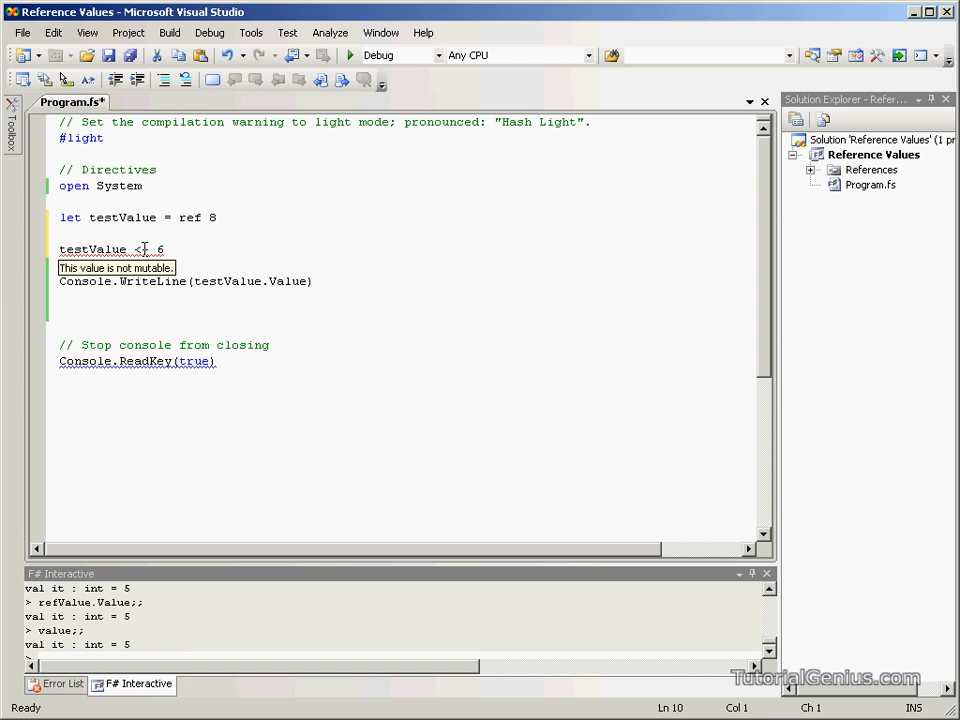 Reference Values - Microsoft Visual Studio
File Edit View Project Build Debug Tools Test Analyze Window Help
Debug Any CPU
Program.fs*
Solution Explorer - Refer...
Toolbox
// Set the compilation warning to light mode; pronounced: "Hash Light".
#light
// Directives
open System
let testValue = ref 8
testValue <- 6
This value is not mutable.
Console.WriteLine(testValue.Value)
// Stop console from closing
Console.ReadKey(true)
Solution 'Reference Values' (1 pr
Reference Values
References
Program.fs
F# Interactive
val it : int = 5
> refValue.Value;;
val it : int = 5
> value;;
val it : int = 5
>
Error List F# Interactive
TutorialGenius.com
Ready Ln 10 Col 1 Ch 1 INS